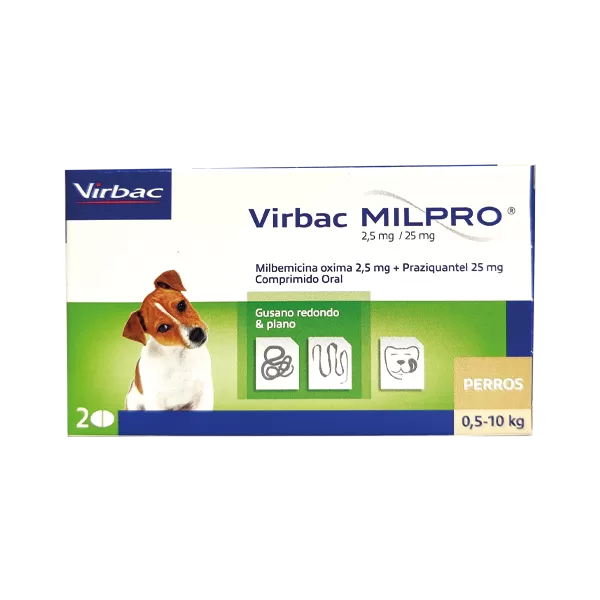 Virbac
Virbac MILPRO®
2,5 mg / 25 mg
Milbemicina oxima 2,5 mg + Praziquantel 25 mg
Comprimido Oral
Gusano redondo
& plano
PERROS
0,5-10 kg
2